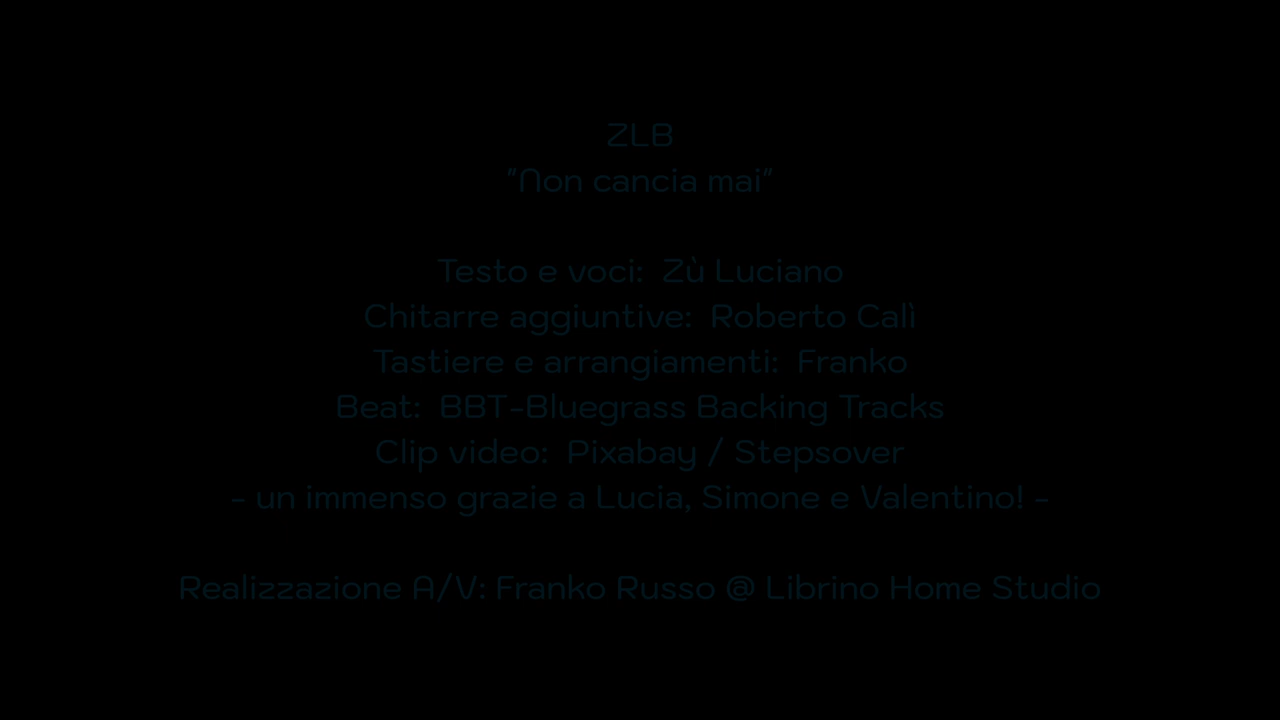 ZLB
"Non cancia mai"
Testo e voci: Zù Luciano
Chitarre aggiuntive: Roberto Calì
Tastiere e arrangiamenti: Franko
Beat: BBT-Bluegrass Backing Tracks
Clip video: Pixabay / Stepsover
- un immenso grazie a Lucia, Simone e Valentino! -
Realizzazione A/V: Franko Russo @ Librino Home Studio